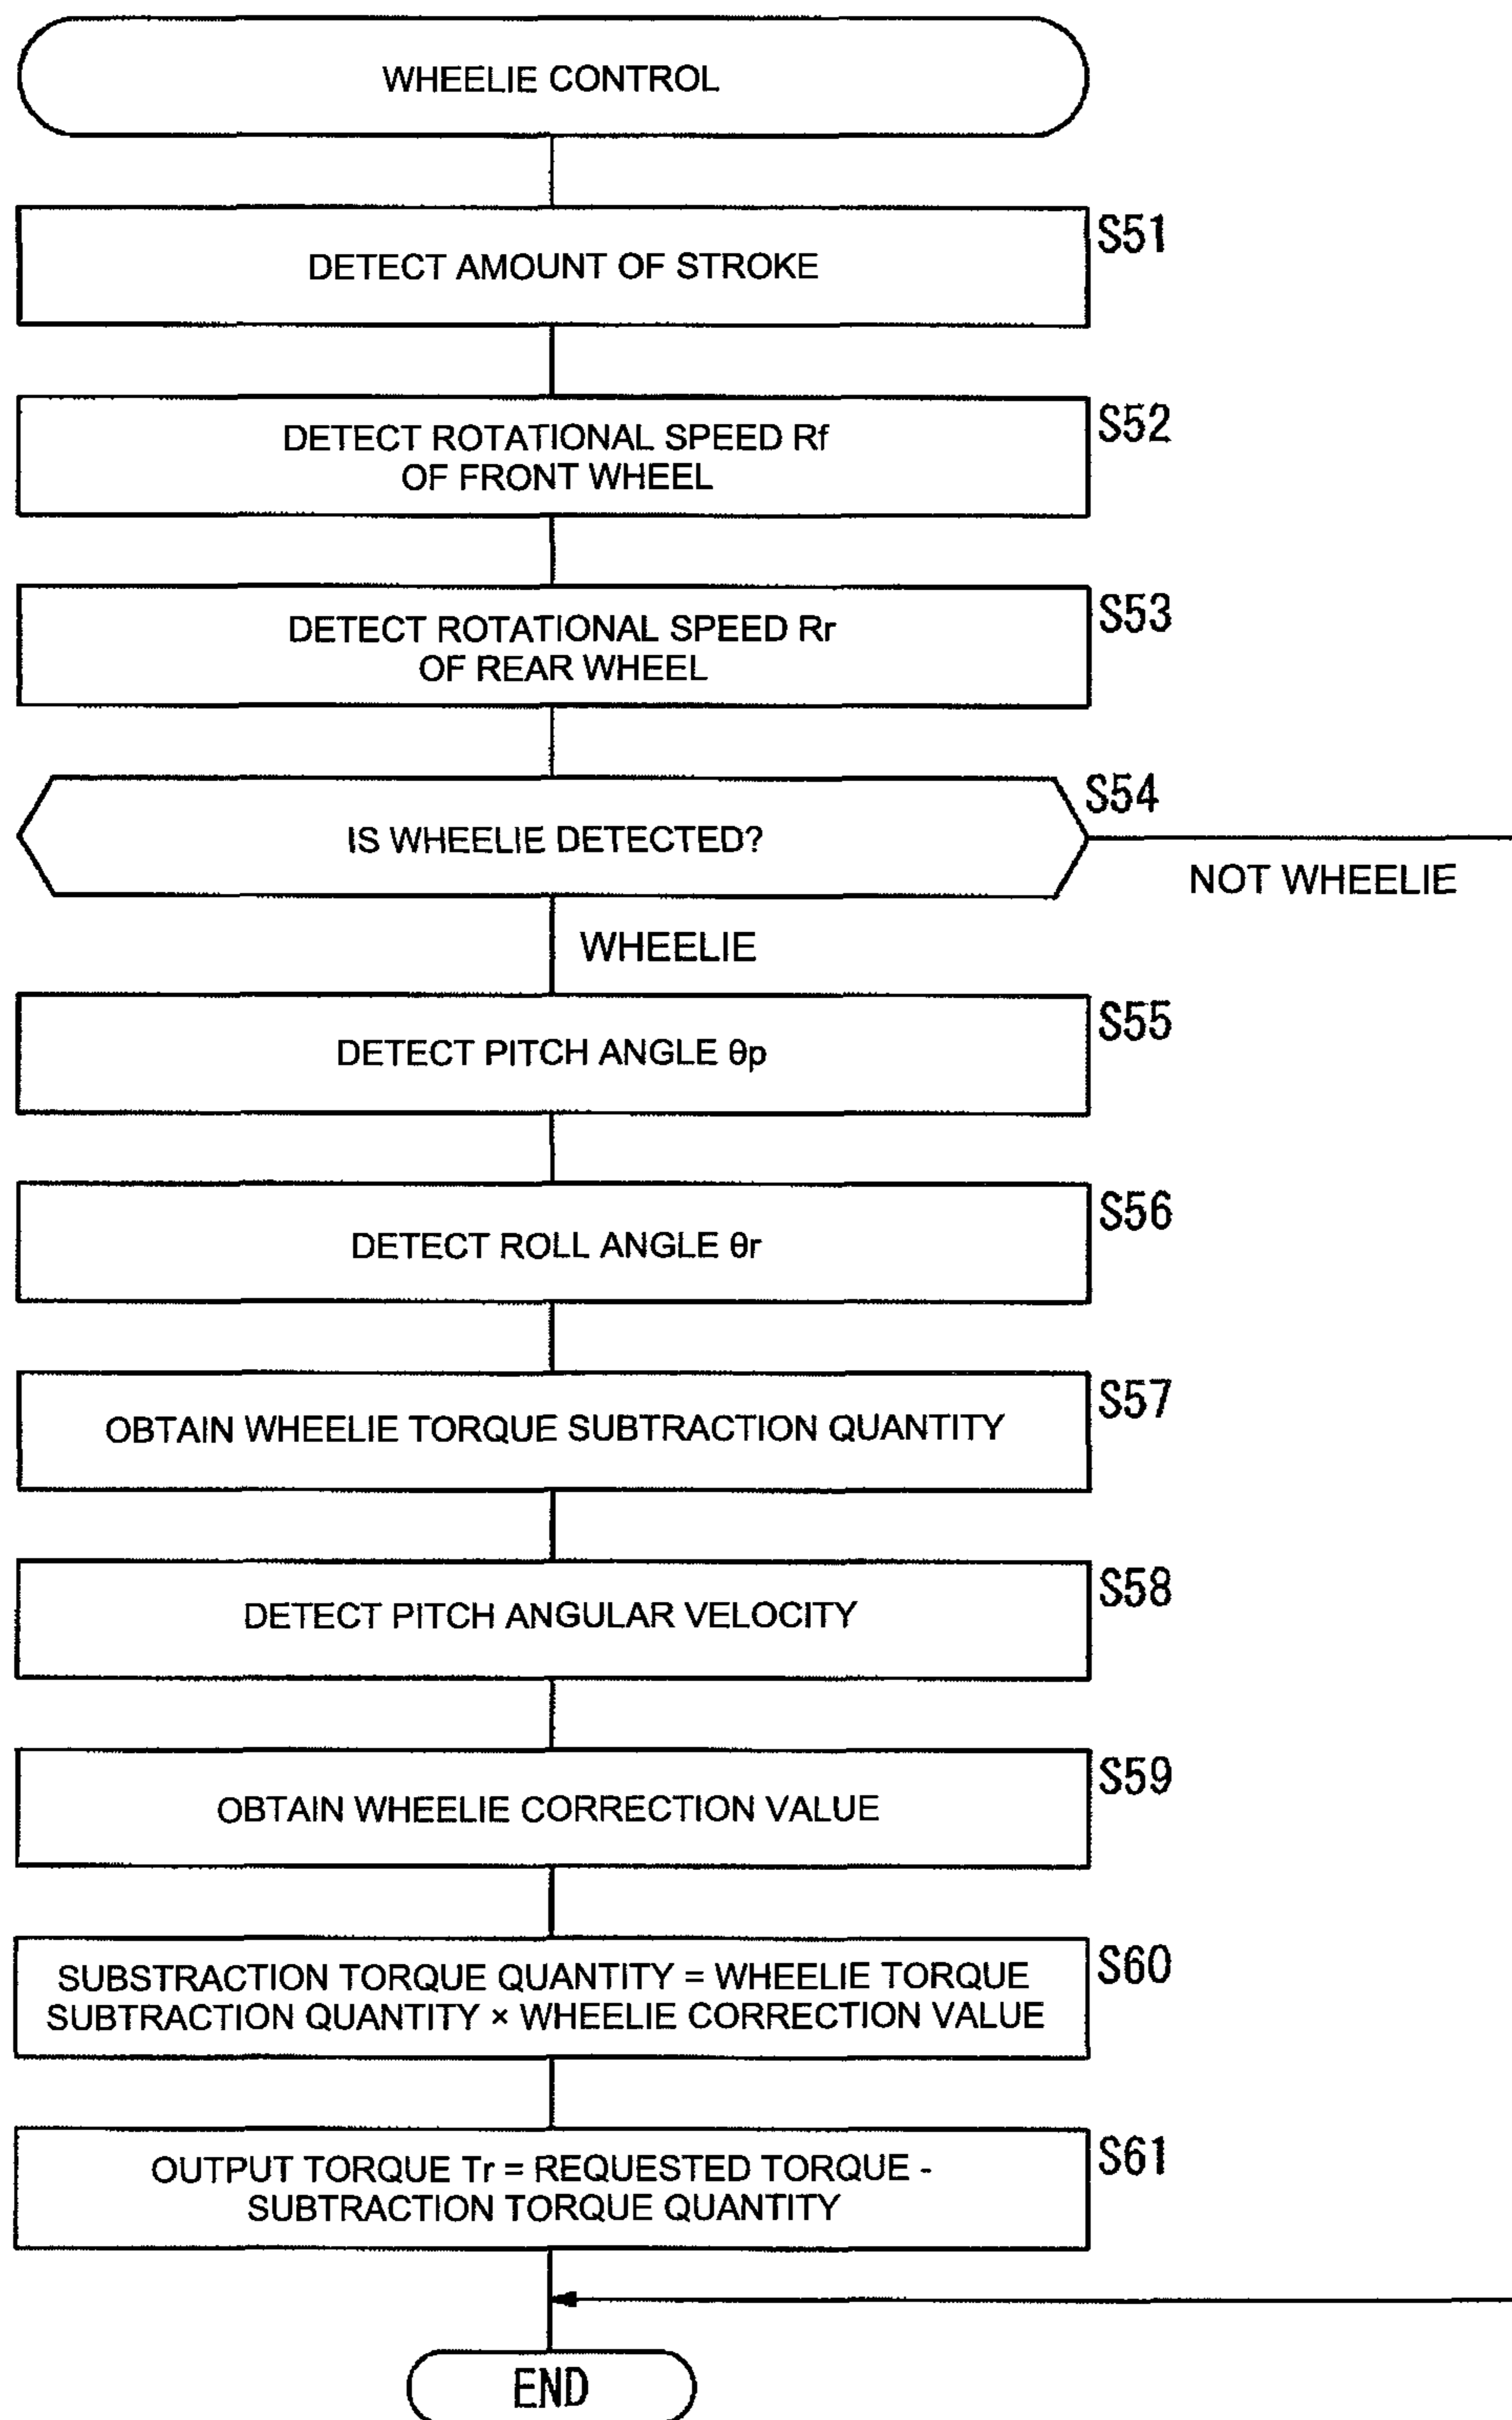 WHEELIE CONTROL
S51
DETECT AMOUNT OF STROKE
S52
DETECT ROTATIONAL SPEED Rf
OF FRONT WHEEL
S53
DETECT ROTATIONAL SPEED Rr
OF REAR WHEEL
S54
IS WHEELIE DETECTED?
NOT WHEELIE
WHEELIE
S55
DETECT PITCH ANGLE θp
S56
DETECT ROLL ANGLE θr
S57
OBTAIN WHEELIE TORQUE SUBTRACTION QUANTITY
S58
DETECT PITCH ANGULAR VELOCITY
S59
OBTAIN WHEELIE CORRECTION VALUE
S60
SUBSTRACTION TORQUE QUANTITY = WHEELIE TORQUE
SUBTRACTION QUANTITY × WHEELIE CORRECTION VALUE
S61
OUTPUT TORQUE Tr = REQUESTED TORQUE -
SUBTRACTION TORQUE QUANTITY
END